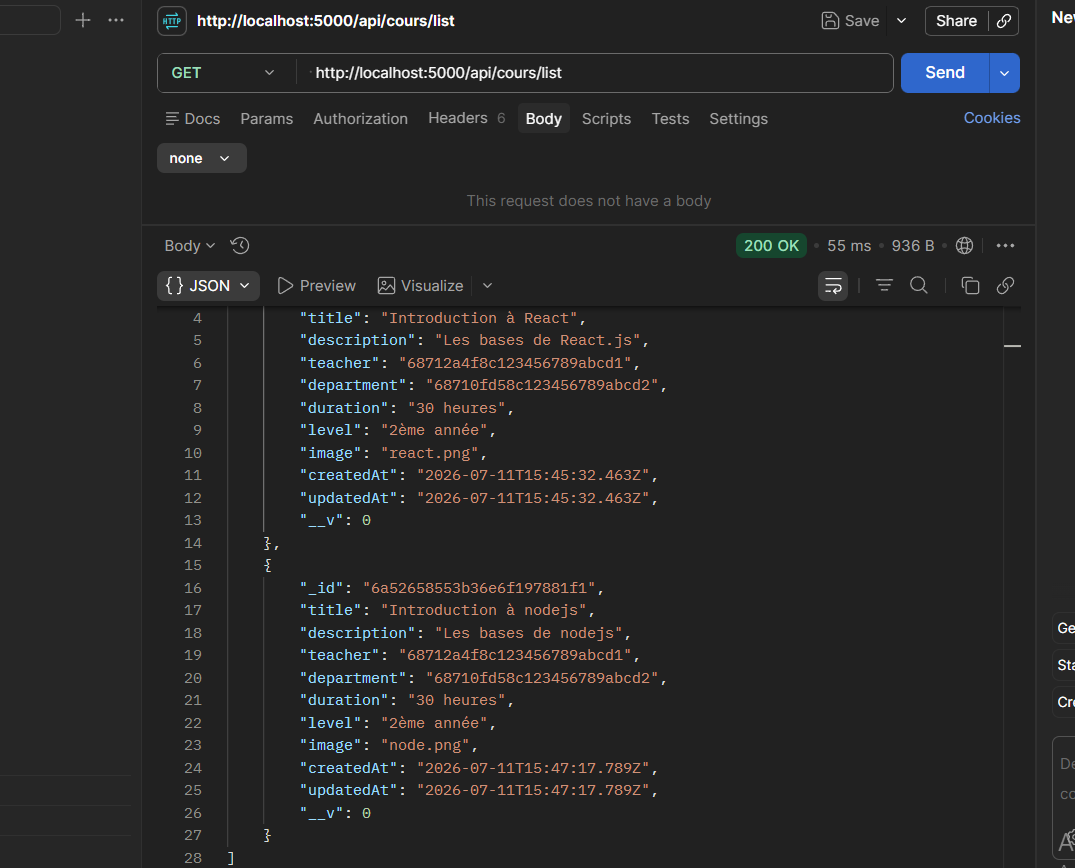 HTTP http://localhost:5000/api/cours/list Save Share
GET http://localhost:5000/api/cours/list Send
Docs Params Authorization Headers 6 Body Scripts Tests Settings Cookies
none
This request does not have a body
Body 200 OK • 55 ms • 936 B •
{} JSON Preview Visualize
4 "title": "Introduction à React",
5 "description": "Les bases de React.js",
6 "teacher": "68712a4f8c123456789abcd1",
7 "department": "68710fd58c123456789abcd2",
8 "duration": "30 heures",
9 "level": "2ème année",
10 "image": "react.png",
11 "createdAt": "2026-07-11T15:45:32.463Z",
12 "updatedAt": "2026-07-11T15:45:32.463Z",
13 "__v": 0
14 },
15 {
16 "_id": "6a52658553b36e6f197881f1",
17 "title": "Introduction à nodejs",
18 "description": "Les bases de nodejs",
19 "teacher": "68712a4f8c123456789abcd1",
20 "department": "68710fd58c123456789abcd2",
21 "duration": "30 heures",
22 "level": "2ème année",
23 "image": "node.png",
24 "createdAt": "2026-07-11T15:47:17.789Z",
25 "updatedAt": "2026-07-11T15:47:17.789Z",
26 "__v": 0
27 }
28 ]